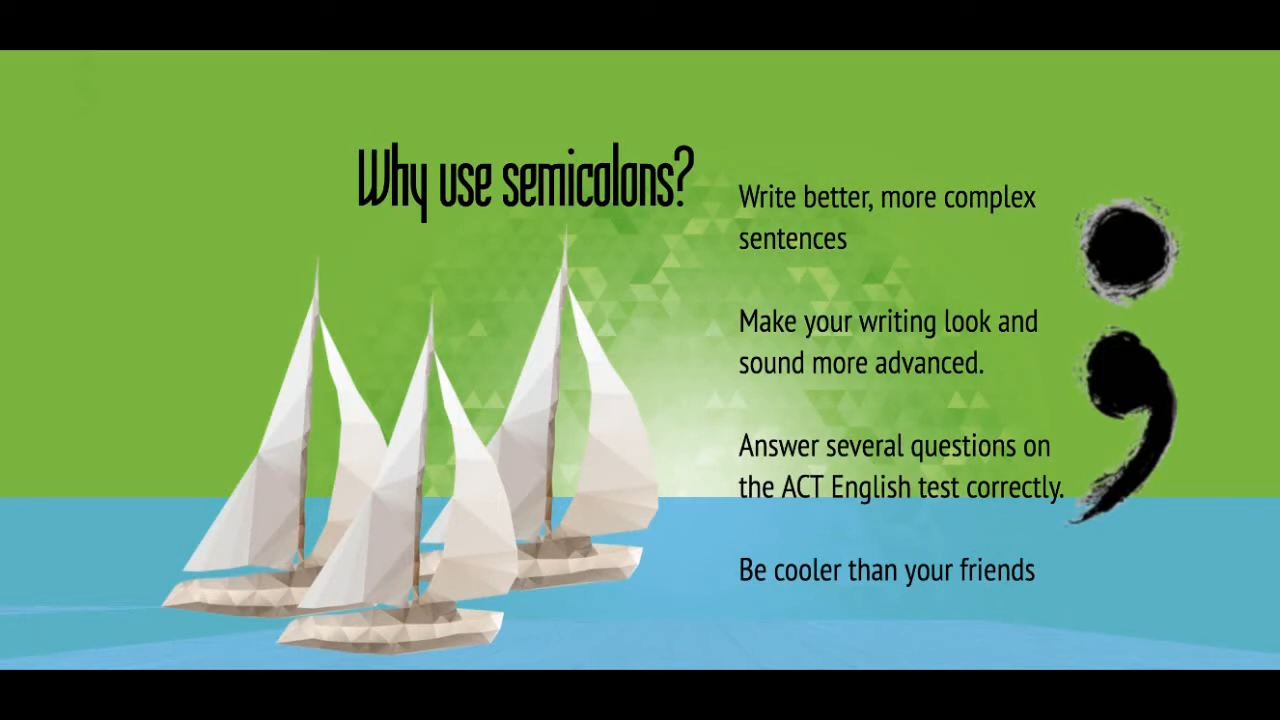 Why use semicolons?
Write better, more complex
sentences
Make your writing look and
sound more advanced.
Answer several questions on
the ACT English test correctly.
Be cooler than your friends
;